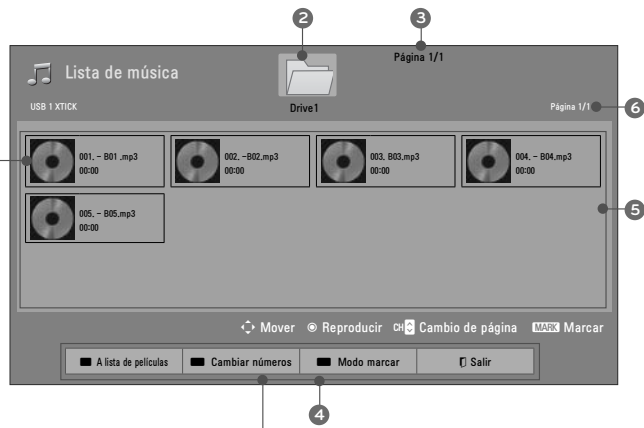 2
3
Página 1/1
Lista de música
Drive1
USB 1 XTICK
Página 1/1
6
001. - B01 .mp3
00:00
002. -B02.mp3
00:00
003. B03.mp3
00:00
004. - B04.mp3
00:00
5
005. - B05.mp3
00:00
Mover Reproducir CH Cambio de página MARK Marcar
A lista de películas Cambiar números Modo marcar Salir
4